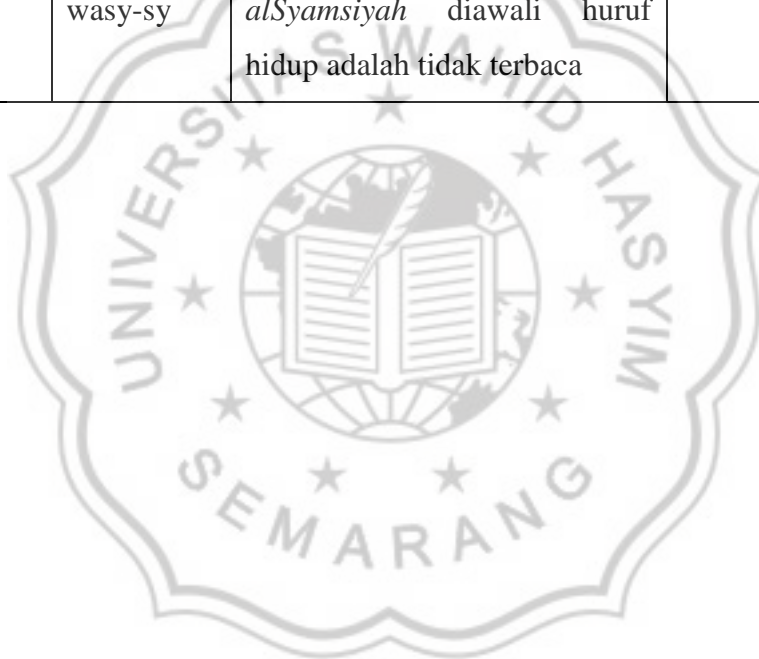 wasy-sy alSyamsiyah diawali huruf
hidup adalah tidak terbaca
UNIVERSITAS WAHID HASYIM
SEMARANG